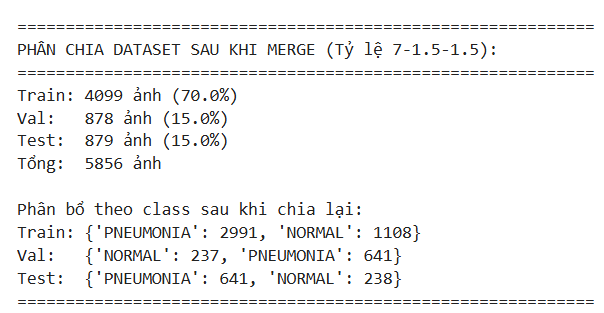 ============================================================
PHÂN CHIA DATASET SAU KHI MERGE (Tỷ lệ 7-1.5-1.5):
============================================================
Train: 4099 ảnh (70.0%)
Val:   878 ảnh (15.0%)
Test:  879 ảnh (15.0%)
Tổng:  5856 ảnh

Phân bổ theo class sau khi chia lại:
Train: {'PNEUMONIA': 2991, 'NORMAL': 1108}
Val:   {'NORMAL': 237, 'PNEUMONIA': 641}
Test:  {'PNEUMONIA': 641, 'NORMAL': 238}
============================================================